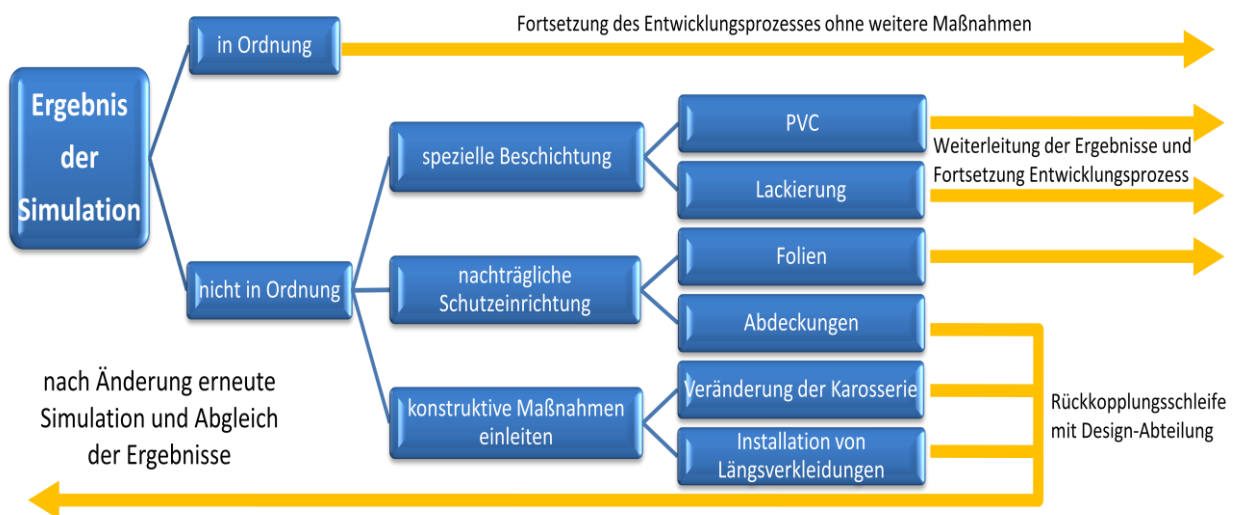 Fortsetzung des Entwicklungsprozesses ohne weitere Maßnahmen
in Ordnung
Ergebnis
der
Simulation
nicht in Ordnung
spezielle Beschichtung
nachträgliche
Schutzeinrichtung
konstruktive Maßnahmen
einleiten
PVC
Lackierung
Folien
Abdeckungen
Veränderung der Karosserie
Installation von
Längsverkleidungen
Weiterleitung der Ergebnisse und
Fortsetzung Entwicklungsprozess
Rückkopplungsschleife
mit Design-Abteilung
nach Änderung erneute
Simulation und Abgleich
der Ergebnisse